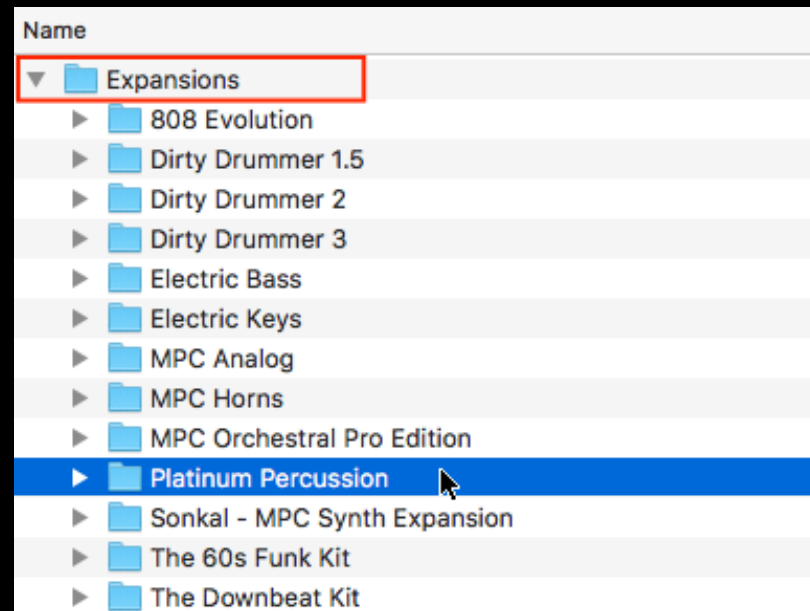 Name
Expansions
808 Evolution
Dirty Drummer 1.5
Dirty Drummer 2
Dirty Drummer 3
Electric Bass
Electric Keys
MPC Analog
MPC Horns
MPC Orchestral Pro Edition
Platinum Percussion
Sonkal - MPC Synth Expansion
The 60s Funk Kit
The Downbeat Kit